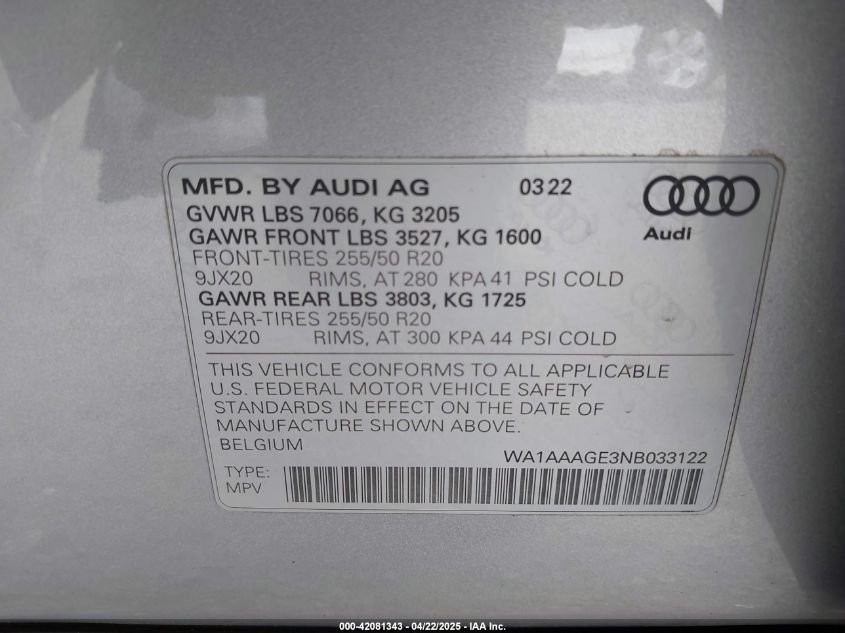 MFD. BY AUDI AG 03 22
GVWR LBS 7066, KG 3205
GAWR FRONT LBS 3527, KG 1600
Audi
FRONT-TIRES 255/50 R20
9JX20 RIMS, AT 280 KPA 41 PSI COLD
GAWR REAR LBS 3803, KG 1725
REAR-TIRES 255/50 R20
9JX20 RIMS, AT 300 KPA 44 PSI COLD
THIS VEHICLE CONFORMS TO ALL APPLICABLE
U.S. FEDERAL MOTOR VEHICLE SAFETY
STANDARDS IN EFFECT ON THE DATE OF
MANUFACTURE SHOWN ABOVE.
BELGIUM
WA1AAAGE3NB033122
TYPE:
MPV
000-42081343 - 04/22/2025 - IAA Inc.